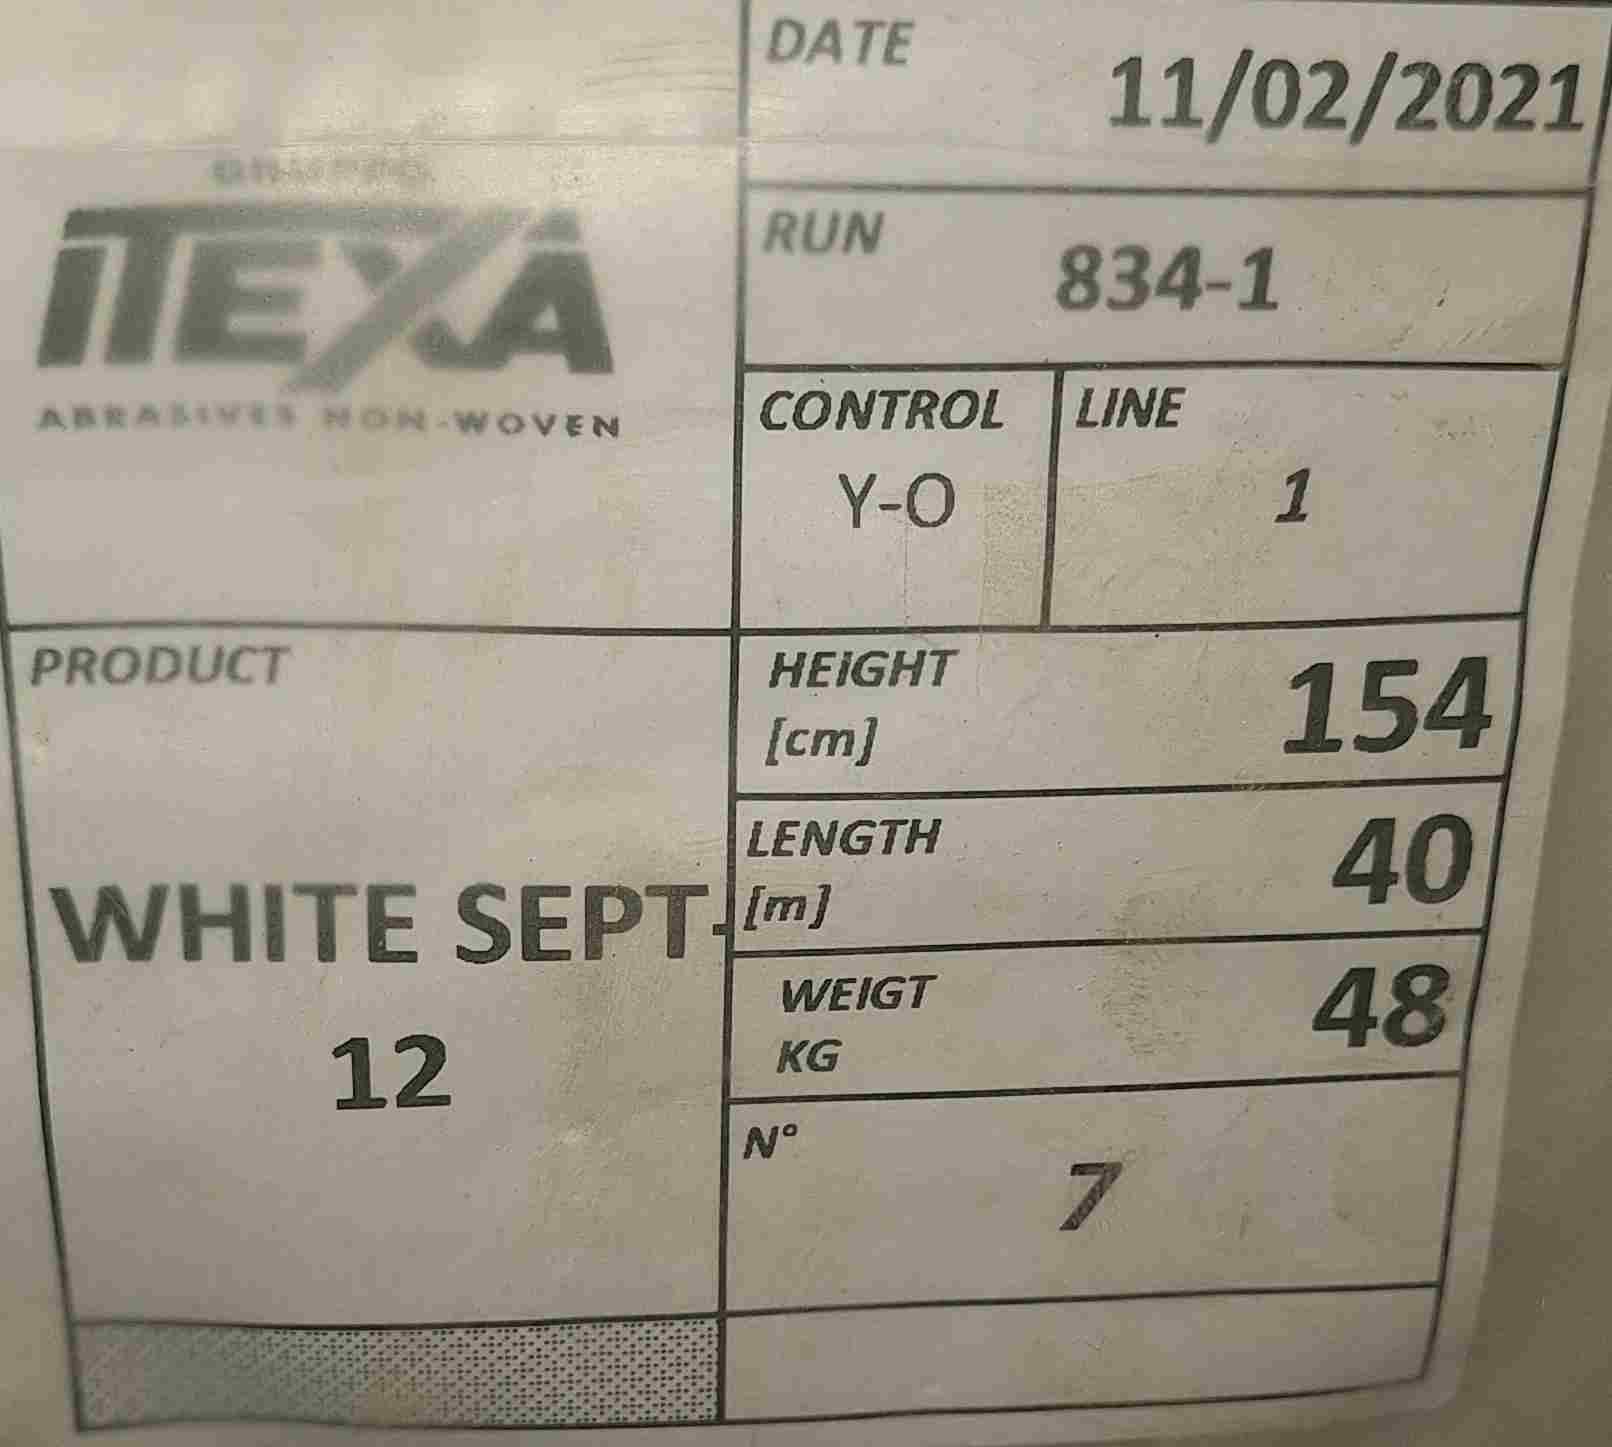 ITEXA
ABRASIVES NON-WOVEN
DATE
11/02/2021
RUN
834-1
CONTROL
Y-O
LINE
1
PRODUCT
WHITE SEPT-
12
HEIGHT
[cm]
154
LENGTH
[m]
40
WEIGT
KG
48
N°
7